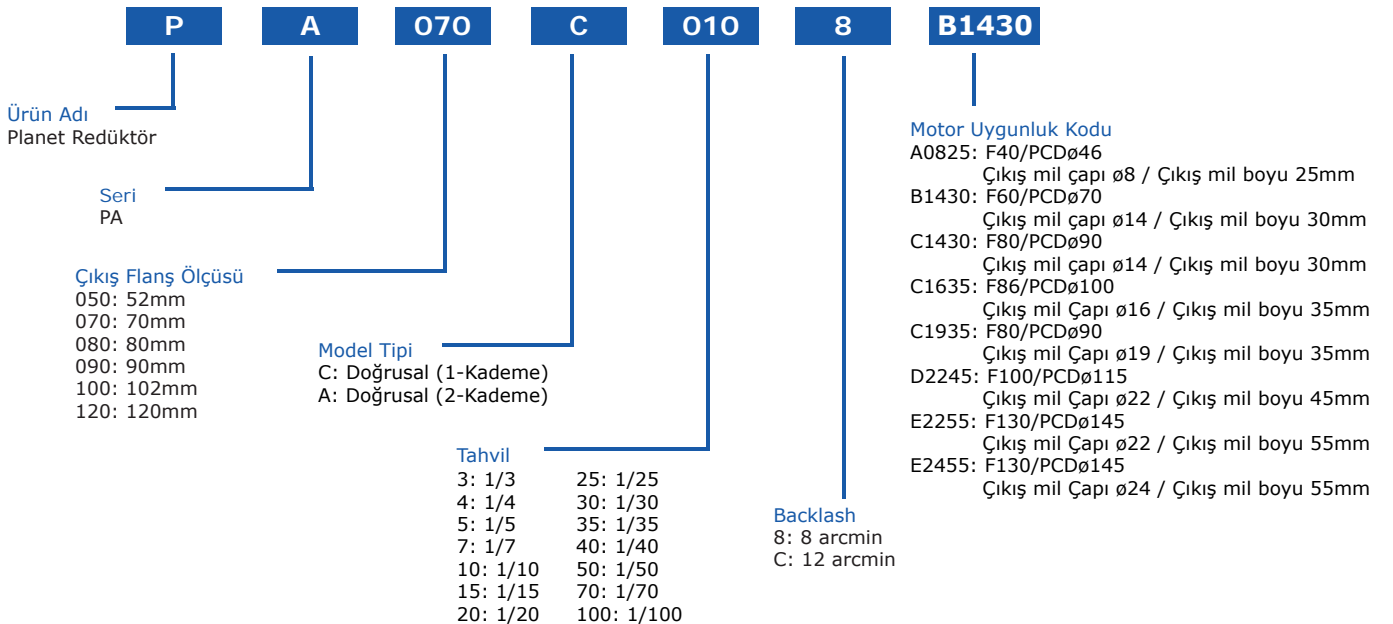 P A 070 C 010 8 B1430
Ürün Adı
Planet Redüktör
Seri
PA
Çıkış Flanş Ölçüsü
050: 52mm
070: 70mm
080: 80mm
090: 90mm
100: 102mm
120: 120mm
Model Tipi
C: Doğrusal (1-Kademe)
A: Doğrusal (2-Kademe)
Tahvil
3: 1/3 25: 1/25
4: 1/4 30: 1/30
5: 1/5 35: 1/35
7: 1/7 40: 1/40
10: 1/10 50: 1/50
15: 1/15 70: 1/70
20: 1/20 100: 1/100
Backlash
8: 8 arcmin
C: 12 arcmin
Motor Uygunluk Kodu
A0825: F40/PCDø46
Çıkış mil çapı ø8 / Çıkış mil boyu 25mm
B1430: F60/PCDø70
Çıkış mil çapı ø14 / Çıkış mil boyu 30mm
C1430: F80/PCDø90
Çıkış mil çapı ø14 / Çıkış mil boyu 30mm
C1635: F86/PCDø100
Çıkış mil Çapı ø16 / Çıkış mil boyu 35mm
C1935: F80/PCDø90
Çıkış mil Çapı ø19 / Çıkış mil boyu 35mm
D2245: F100/PCDø115
Çıkış mil Çapı ø22 / Çıkış mil boyu 45mm
E2255: F130/PCDø145
Çıkış mil Çapı ø22 / Çıkış mil boyu 55mm
E2455: F130/PCDø145
Çıkış mil Çapı ø24 / Çıkış mil boyu 55mm